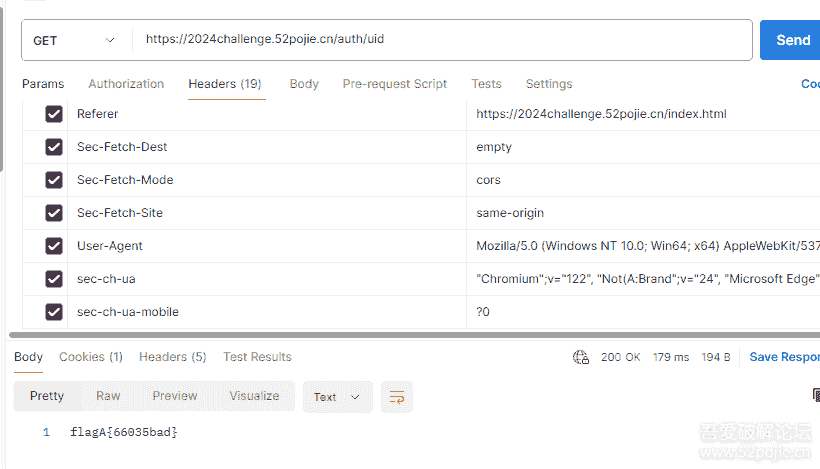 GET https://2024challenge.52pojie.cn/auth/uid Send
Params Authorization Headers (19) Body Pre-request Script Tests Settings
Referer https://2024challenge.52pojie.cn/index.html
Sec-Fetch-Dest empty
Sec-Fetch-Mode cors
Sec-Fetch-Site same-origin
User-Agent Mozilla/5.0 (Windows NT 10.0; Win64; x64) AppleWebKit/537
sec-ch-ua "Chromium";v="122", "Not(A:Brand";v="24", "Microsoft Edge"
sec-ch-ua-mobile ?0
Body Cookies (1) Headers (5) Test Results 200 OK 179 ms 194 B Save Respor
Pretty Raw Preview Visualize Text
1 flagA{66035bad}
吾爱破解论坛
www.52pojie.cn